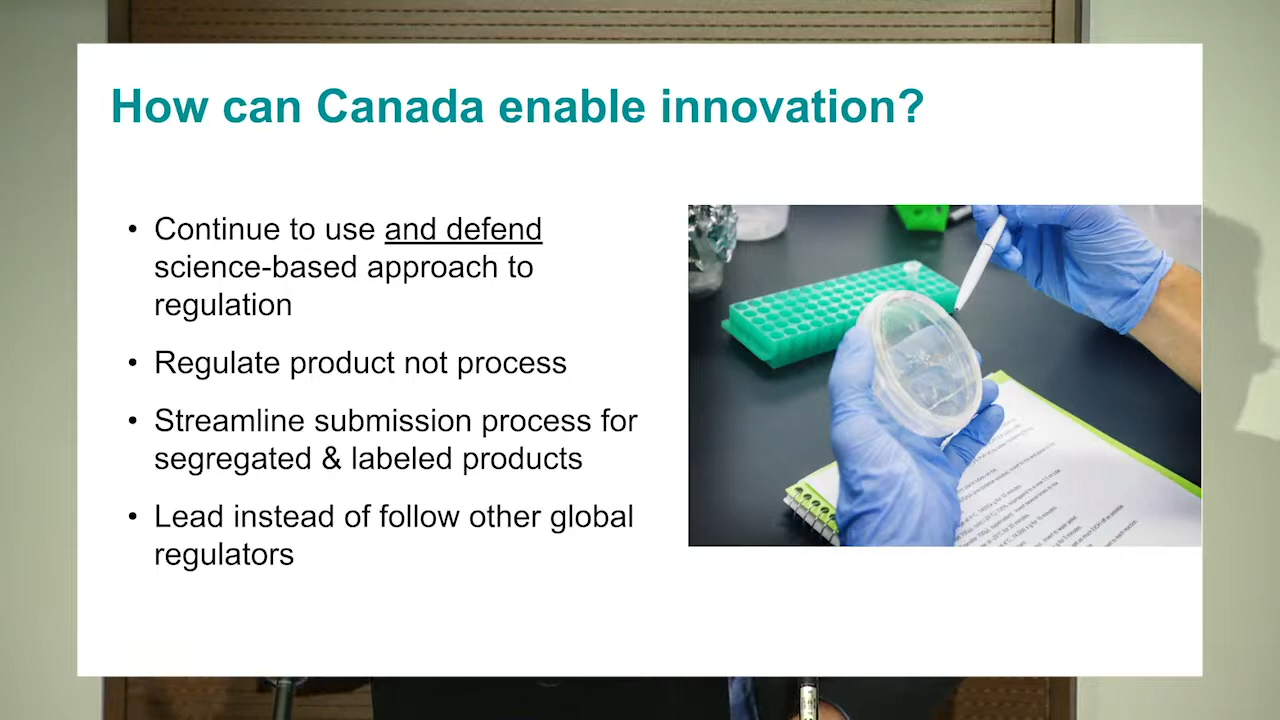 How can Canada enable innovation?
• Continue to use and defend
science-based approach to
regulation
• Regulate product not process
• Streamline submission process for
segregated & labeled products
• Lead instead of follow other global
regulators